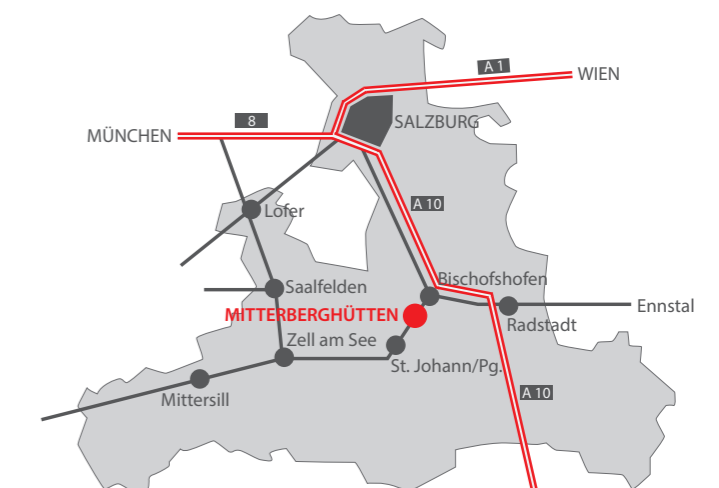 A 1
WIEN
8
SALZBURG
MÜNCHEN
A 10
Lofer
Bischofshofen
Saalfelden
Ennstal
MITTERBERGHÜTTEN
Radstadt
Zell am See
St. Johann/Pg.
A 10
Mittersill